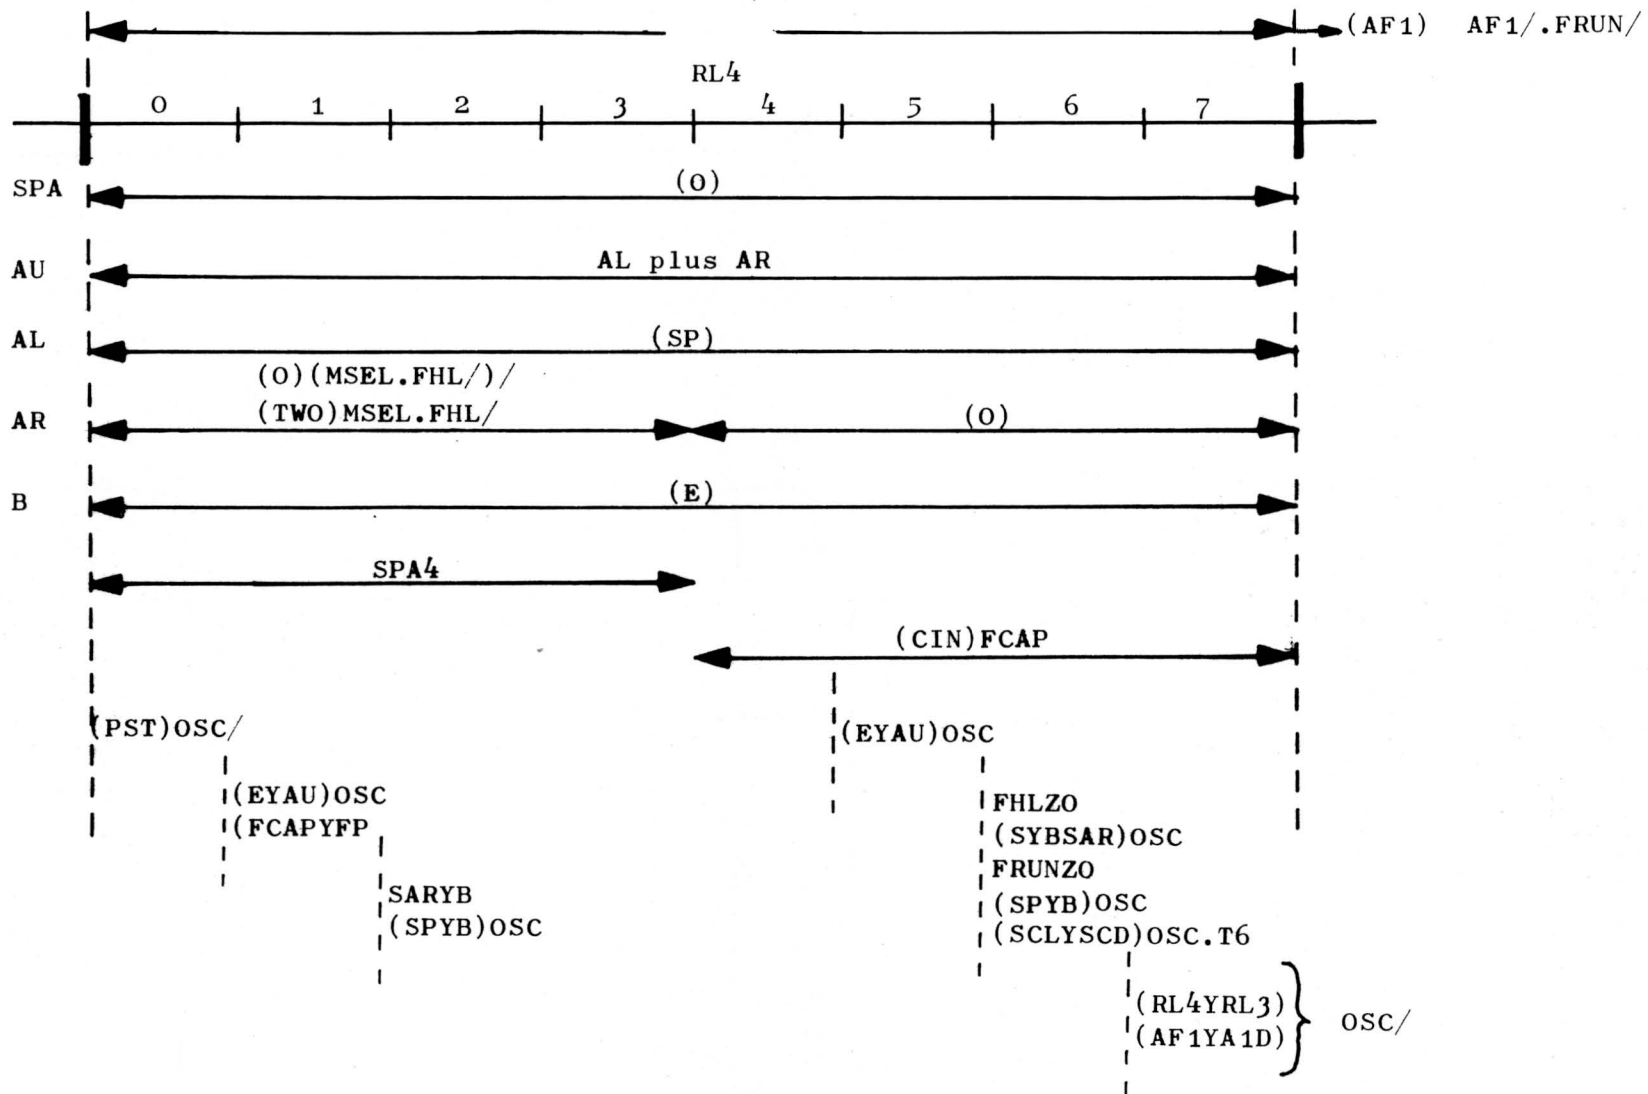 (AF1) AF1/.FRUN/
RL4
0 1 2 3 4 5 6 7
SPA (O)
AU AL plus AR
AL (SP)
(O)(MSEL.FHL/)/
AR (TWO)MSEL.FHL/ (O)
B (E)
SPA4
(CIN)FCAP
(PST)OSC/ (EYAU)OSC
(EYAU)OSC
(FCAPYFP
FHLZO
(SYBSAR)OSC
FRUNZO
SARYB
(SPYB)OSC
(SPYB)OSC
(SCLYSCD)OSC.T6
(RL4YRL3)
(AF1YA1D)
OSC/